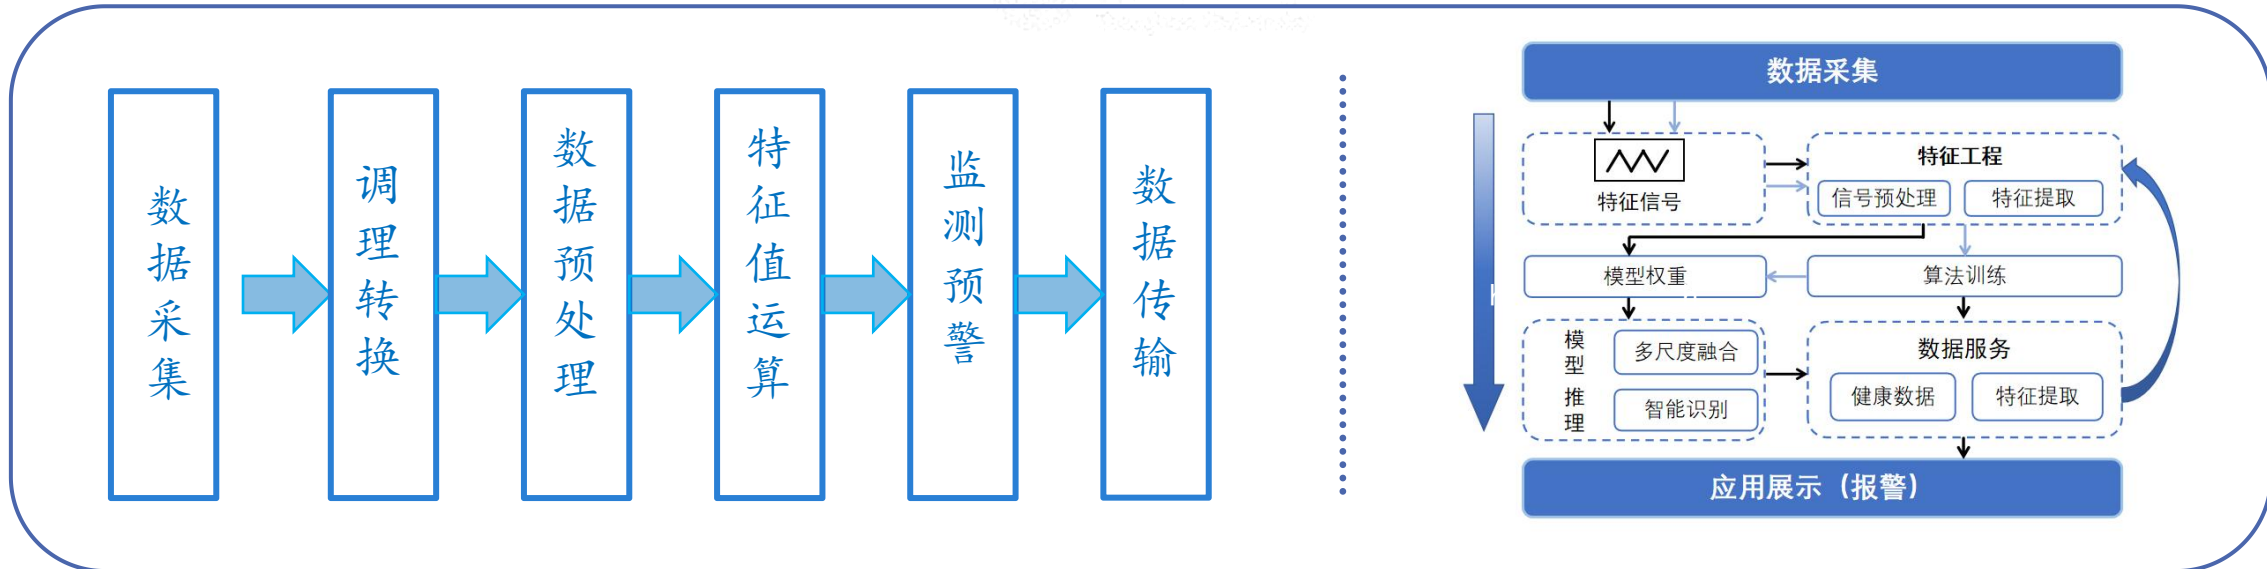 数据采集
调理转换
数据预处理
特征值运算
监测预警
数据传输
数据采集
特征信号
特征工程
信号预处理
特征提取
模型权重
算法训练
模型
推理
多尺度融合
智能识别
数据服务
健康数据
特征提取
应用展示（报警）